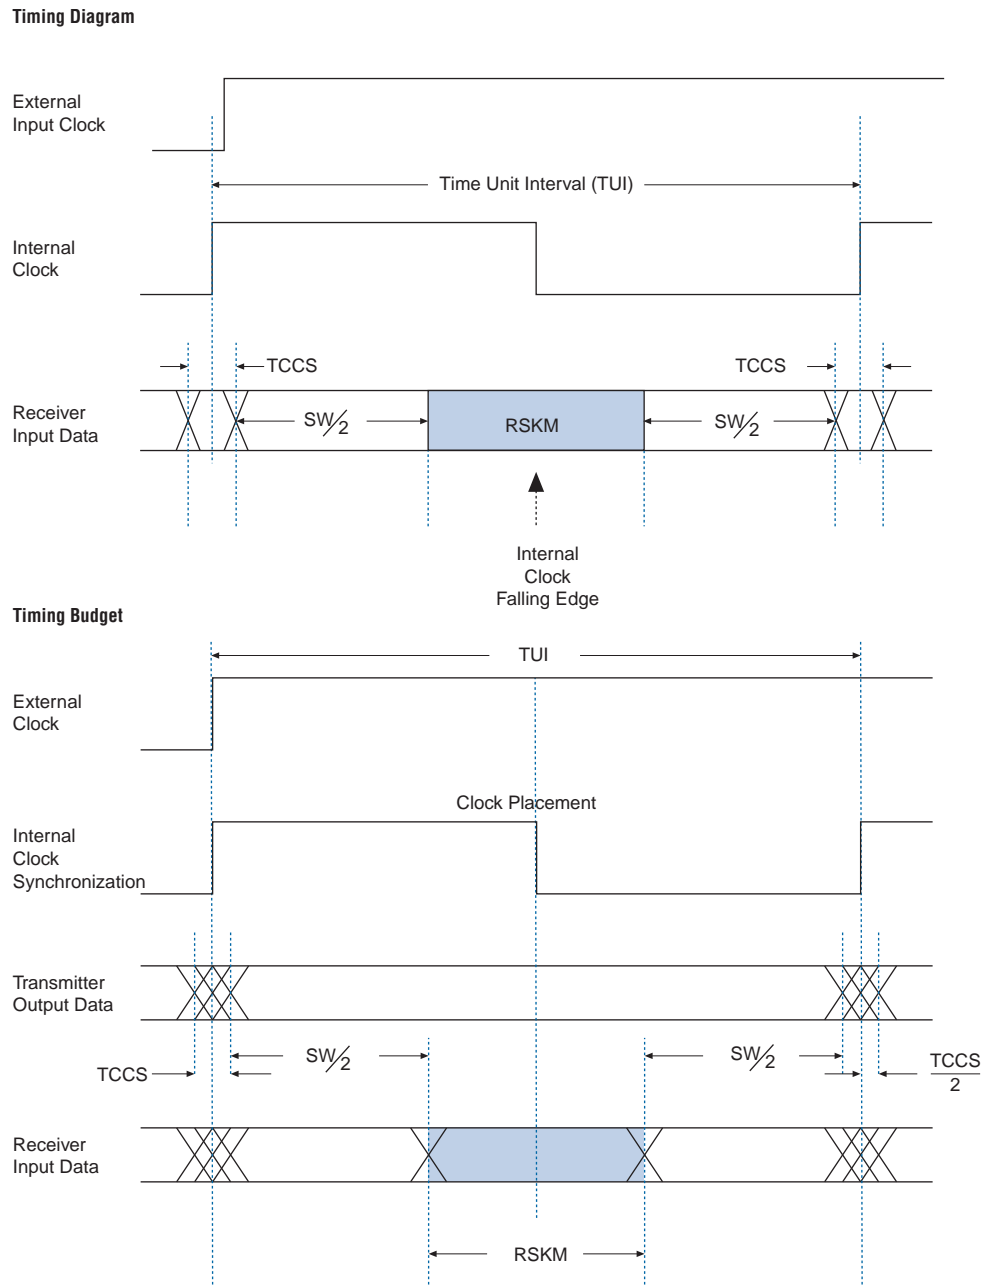 Timing Diagram
External
Input Clock
Time Unit Interval (TUI)
Internal
Clock
TCCS
TCCS
Receiver
Input Data
SW/2
RSKM
SW/2
Internal
Clock
Falling Edge
Timing Budget
TUI
External
Clock
Clock Placement
Internal
Clock
Synchronization
Transmitter
Output Data
SW/2
SW/2
TCCS
TCCS
2
Receiver
Input Data
RSKM